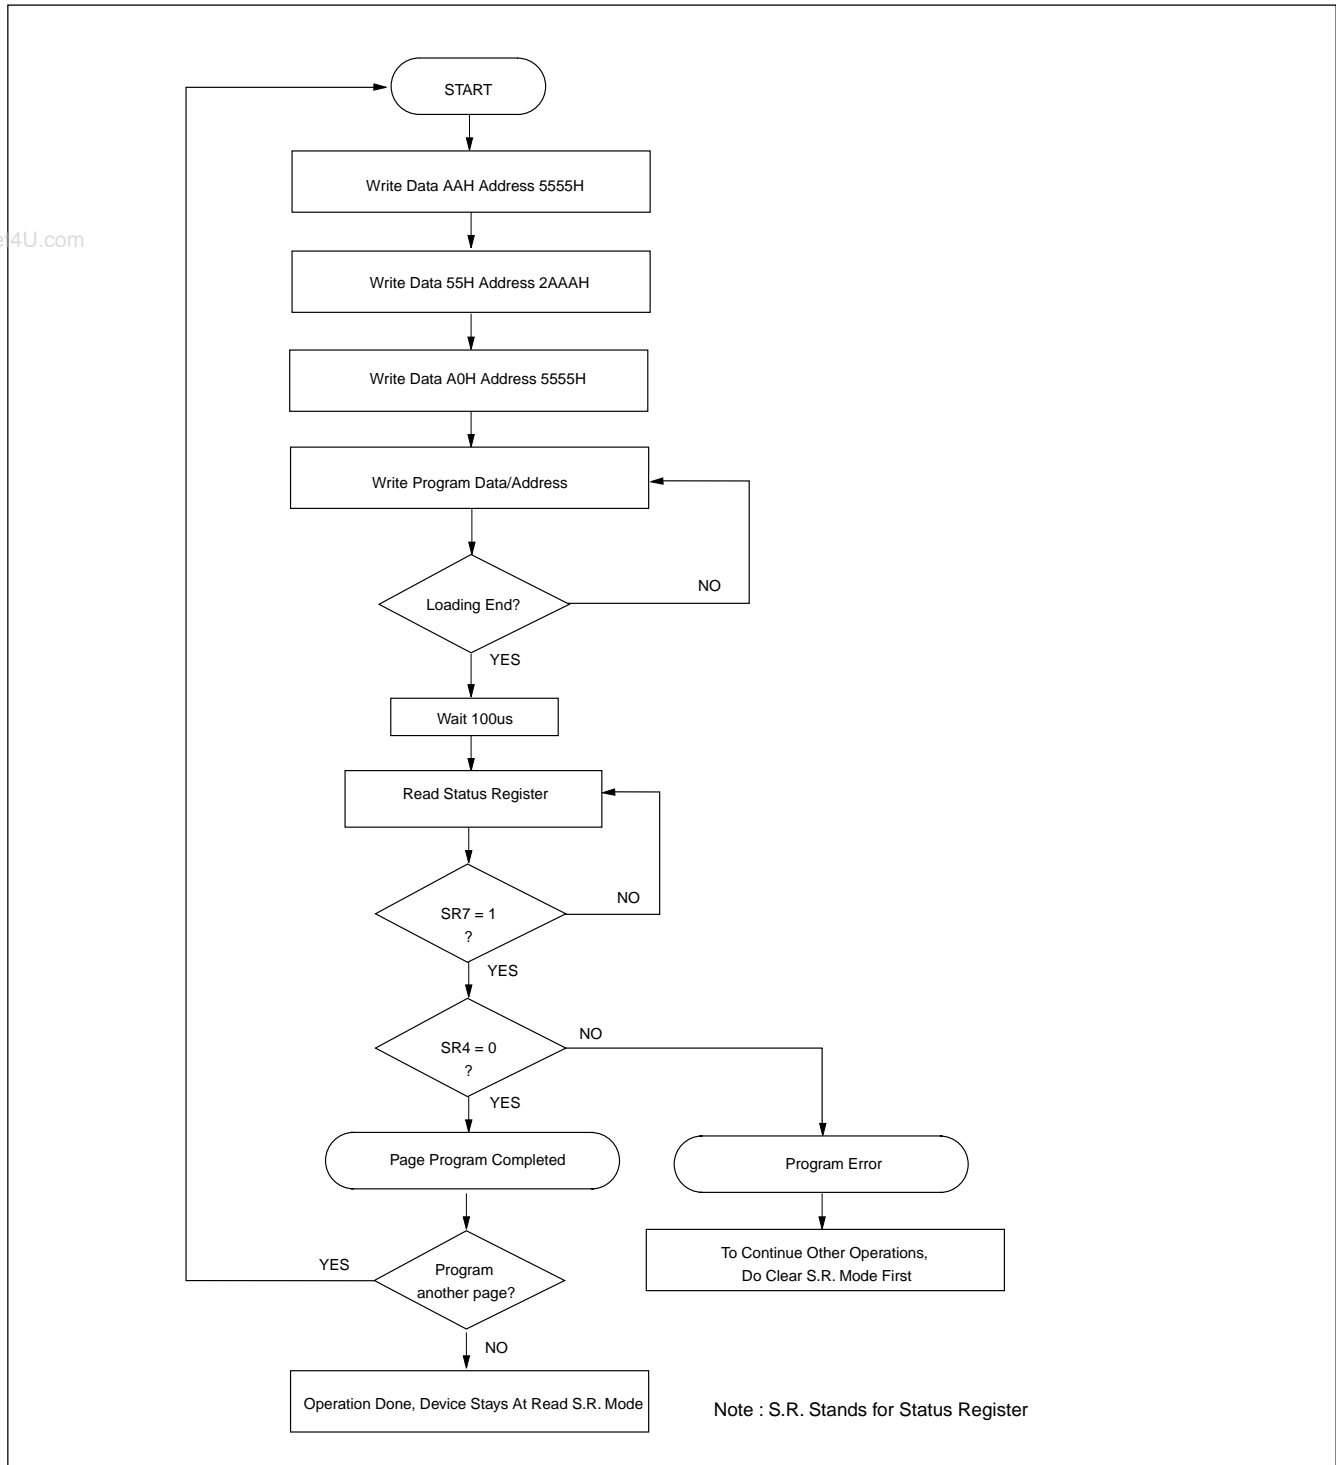 START
Write Data AAH Address 5555H
Write Data 55H Address 2AAAH
Write Data A0H Address 5555H
Write Program Data/Address
NO
Loading End?
YES
Wait 100us
Read Status Register
NO
SR7 = 1
?
YES
NO
SR4 = 0
?
YES
Page Program Completed
Program Error
To Continue Other Operations,
Do Clear S.R. Mode First
YES
Program
another page?
NO
Operation Done, Device Stays At Read S.R. Mode
Note : S.R. Stands for Status Register
4U.com